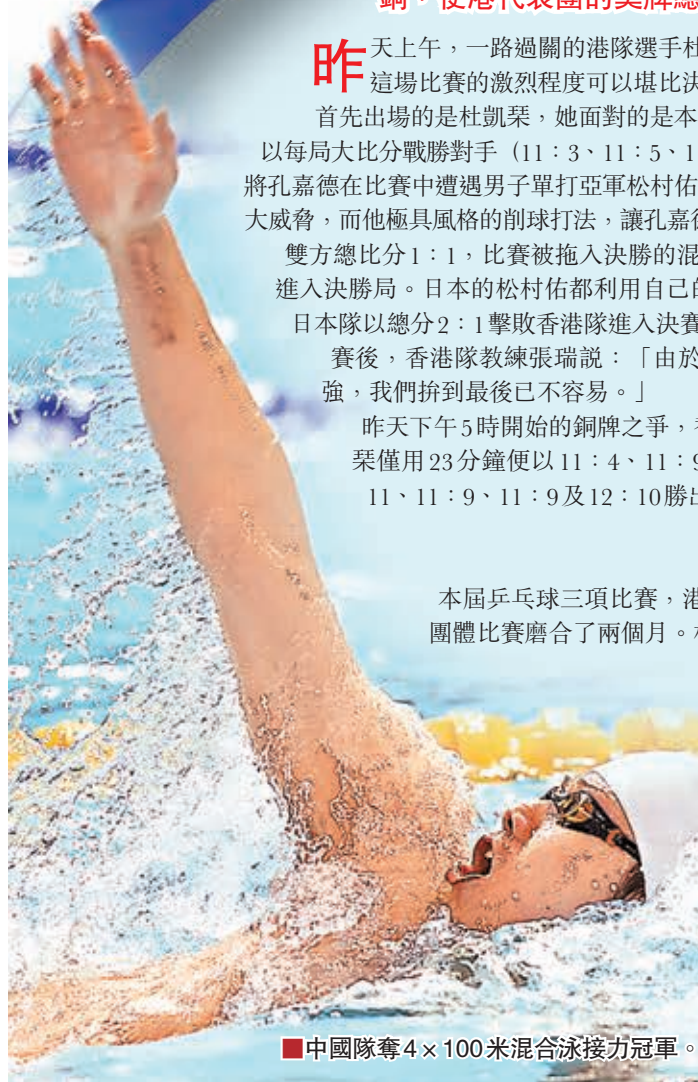 銅，使港代表團的獎牌總
昨天上午，一路過關的港隊選手杜
這場比賽的激烈程度可以堪比決
首先出場的是杜凱琹，她面對的是本
以每局大比分戰勝對手（11：3、11：5、1
將孔嘉德在比賽中遭遇男子單打亞軍松村佑
大威脅，而他極具風格的削球打法，讓孔嘉德
雙方總比分1：1，比賽被拖入決勝的混
進入決勝局。日本的松村佑都利用自己的
日本隊以總分2：1擊敗香港隊進入決賽
賽後，香港隊教練張瑞說：「由於
強，我們拚到最後已不容易。」
昨天下午5時開始的銅牌之爭，香
琹僅用23分鐘便以11：4、11：9
11、11：9、11：9及12：10勝出
本屆乒乓球三項比賽，港
團體比賽磨合了兩個月。杜
■中國隊奪4×100米混合泳接力冠軍。